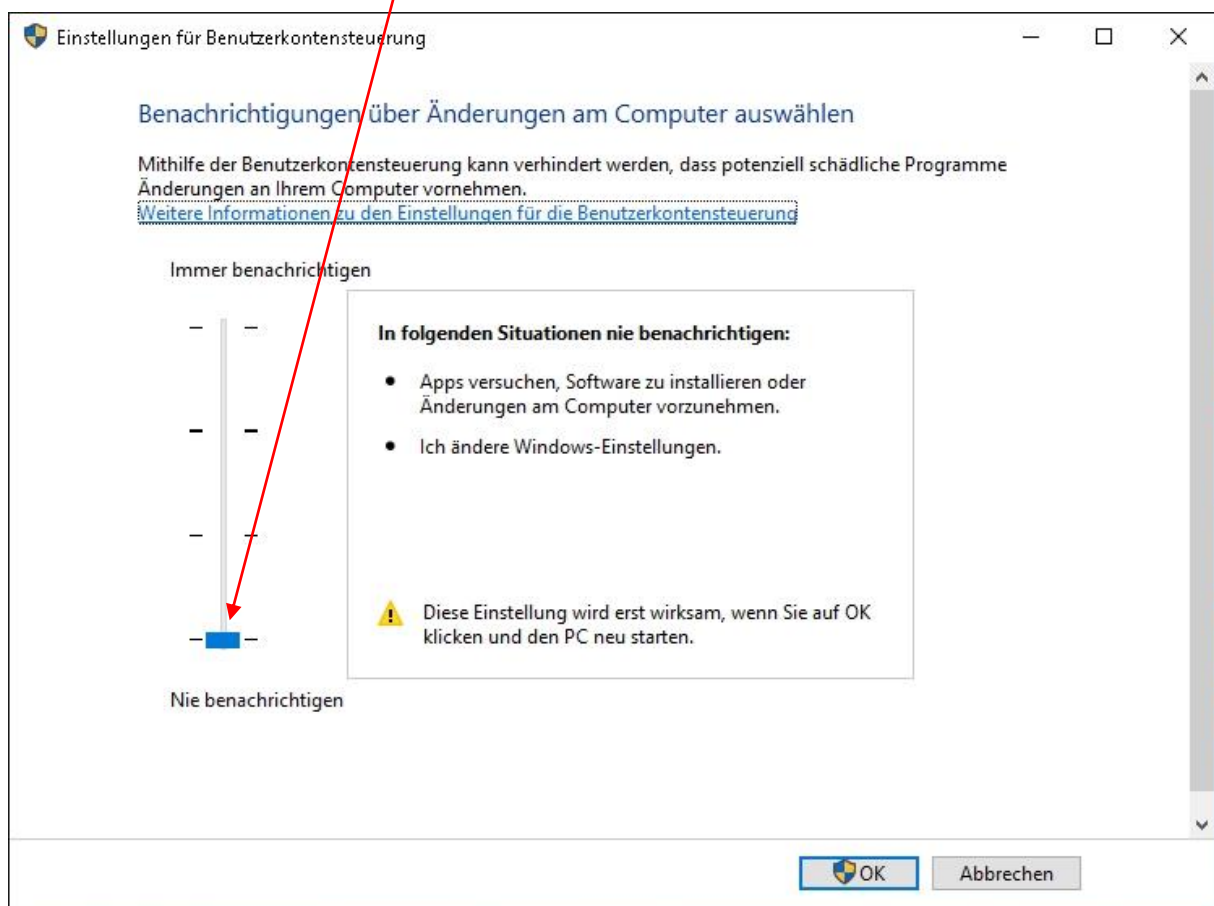 Einstellungen für Benutzerkontensteuerung
Benachrichtigungen über Änderungen am Computer auswählen
Mithilfe der Benutzerkontensteuerung kann verhindert werden, dass potenziell schädliche Programme
Änderungen an Ihrem Computer vornehmen.
Weitere Informationen zu den Einstellungen für die Benutzerkontensteuerung
Immer benachrichtigen
In folgenden Situationen nie benachrichtigen:
• Apps versuchen, Software zu installieren oder
Änderungen am Computer vorzunehmen.
• Ich ändere Windows-Einstellungen.
Diese Einstellung wird erst wirksam, wenn Sie auf OK
klicken und den PC neu starten.
Nie benachrichtigen
OK
Abbrechen